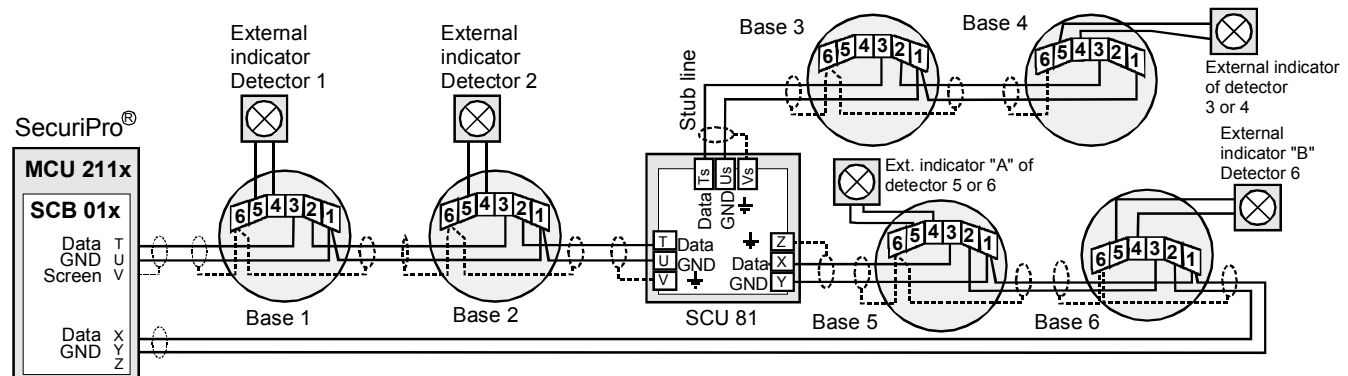 SecuriPro®
MCU 211x
SCB 01x
Data T
GND U
Screen V
Data X
GND Y
Z
External
indicator
Detector 1
6 5 4 3 2 1
Base 1
External
indicator
Detector 2
6 5 4 3 2 1
Base 2
Stub line
Ts Us Vs
Data
GND
T Data
U GND
V
Z
Data X
GND Y
SCU 81
Base 3
6 5 4 3 2 1
Base 4
6 5 4 3 2 1
External indicator
of detector
3 or 4
Ext. indicator "A" of
detector 5 or 6
6 5 4 3 2 1
Base 5
External
indicator "B"
Detector 6
6 5 4 3 2 1
Base 6